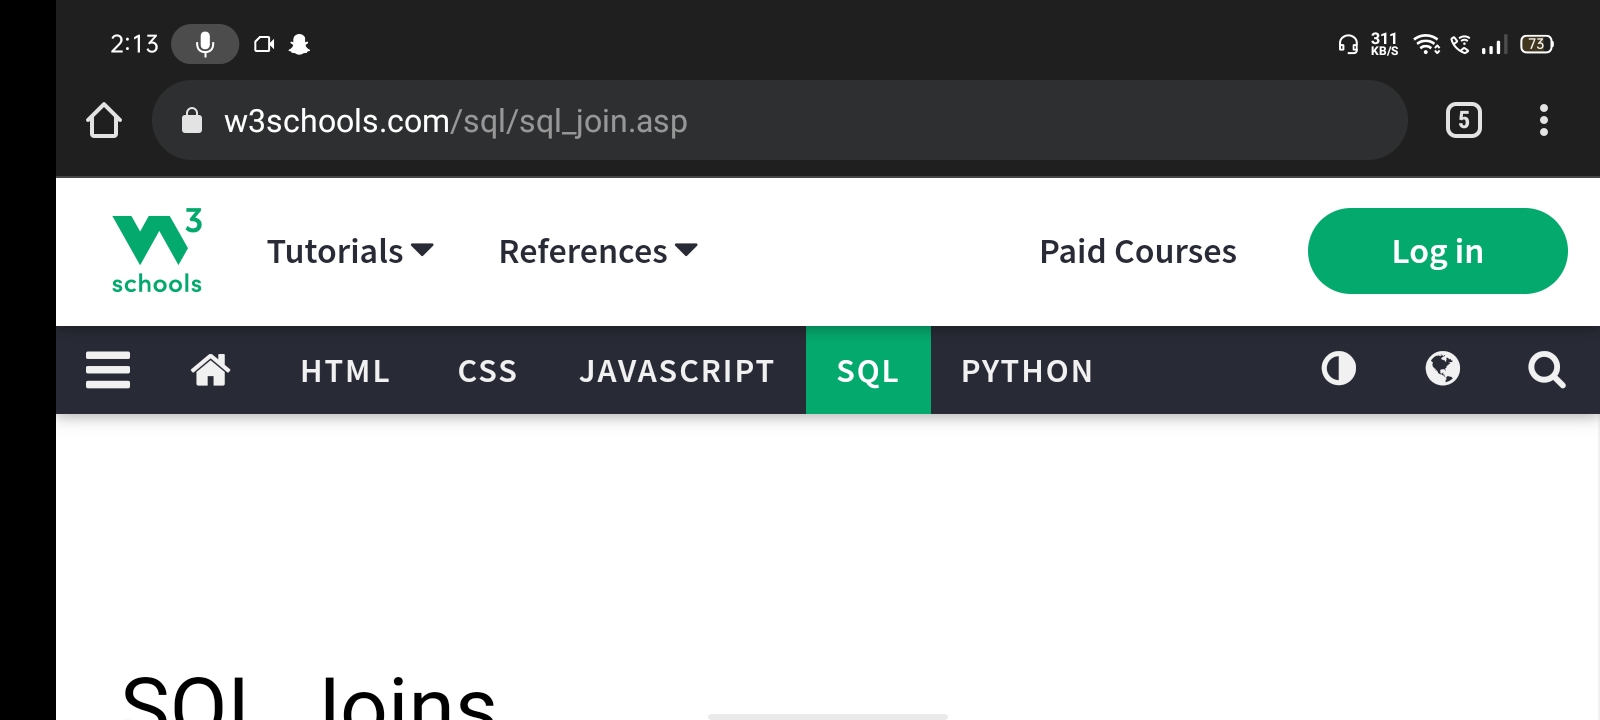 2:13 311 KB/S 73
w3schools.com/sql/sql_join.asp 5
W3 schools Tutorials References Paid Courses Log in
HTML CSS JAVASCRIPT SQL PYTHON
SQL Joins